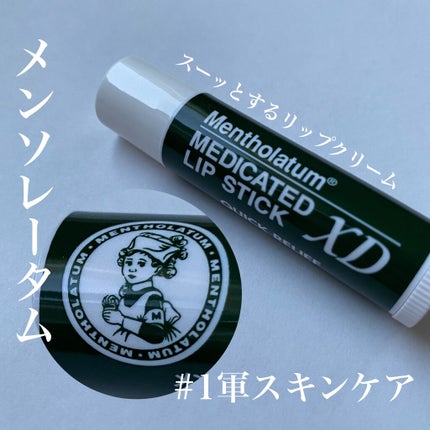 メンソレータム
スーッとするリップクリーム
Mentholatum®
MEDICATED
LIP STICK XD
QUICK RELIEF
MENTHOLATUM · MENTHOLATUM · MENTHOLATUM ·
M
#1軍スキンケア